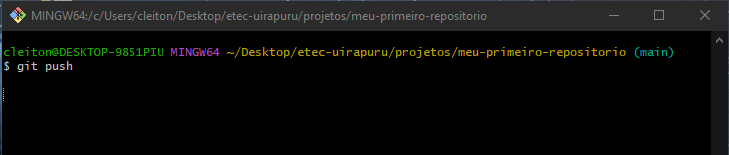 MINGW64:/c/Users/cleiton/Desktop/etec-uirapuru/projetos/meu-primeiro-repositorio
cleiton@DESKTOP-9851PIU MINGW64 ~/Desktop/etec-uirapuru/projetos/meu-primeiro-repositorio (main)
$ git push